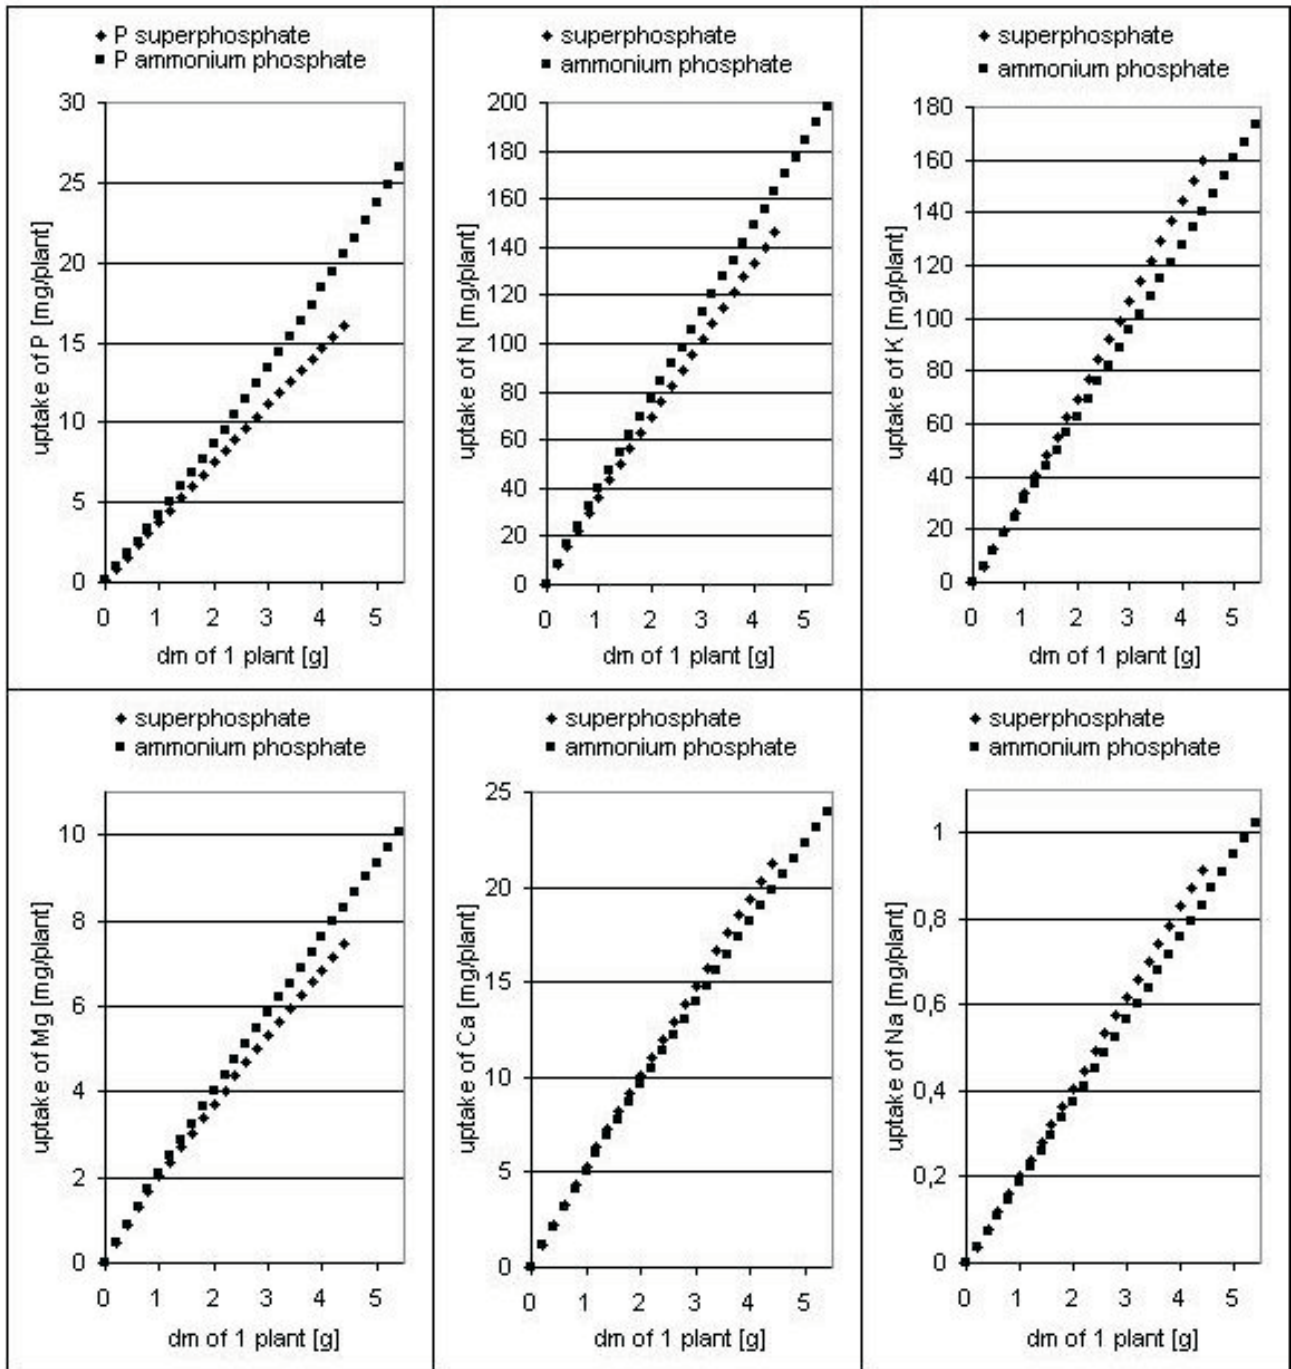 P superphosphate
P ammonium phosphate
30
25
20
15
10
5
0
uptake of P [mg/plant]
0 1 2 3 4 5
dm of 1 plant [g]
superphosphate
ammonium phosphate
200
180
160
140
120
100
80
60
40
20
0
uptake of N [mg/plant]
0 1 2 3 4 5
dm of 1 plant [g]
superphosphate
ammonium phosphate
180
160
140
120
100
80
60
40
20
0
uptake of K [mg/plant]
0 1 2 3 4 5
dm of 1 plant [g]
superphosphate
ammonium phosphate
10
8
6
4
2
0
uptake of Mg [mg/plant]
0 1 2 3 4 5
dm of 1 plant [g]
superphosphate
ammonium phosphate
25
20
15
10
5
0
uptake of Ca [mg/plant]
0 1 2 3 4 5
dm of 1 plant [g]
superphosphate
ammonium phosphate
1
0,8
0,6
0,4
0,2
0
uptake of Na [mg/plant]
0 1 2 3 4 5
dm of 1 plant [g]